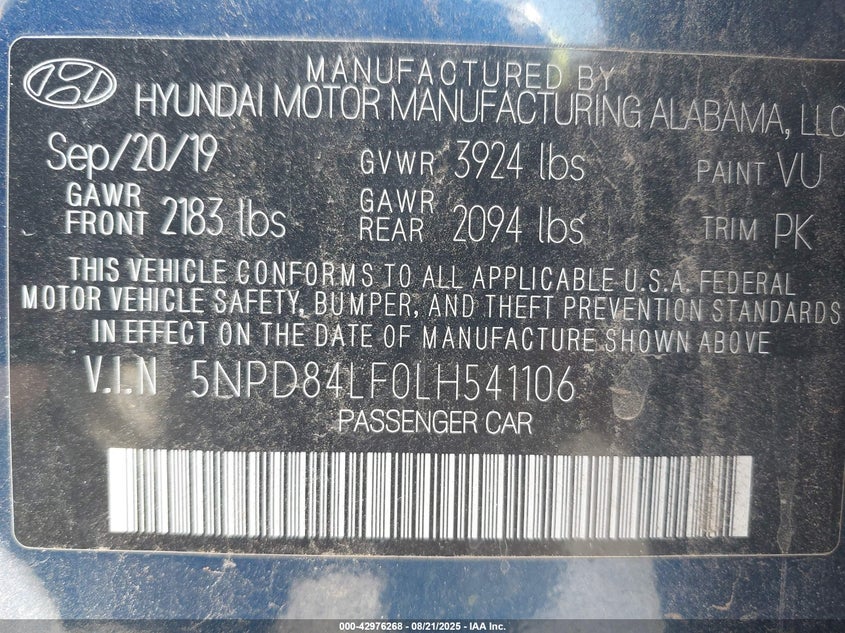 MANUFACTURED BY
HYUNDAI MOTOR MANUFACTURING ALABAMA, LLC
Sep/20/19 GVWR 3924 lbs PAINT VU
GAWR FRONT 2183 lbs GAWR REAR 2094 lbs TRIM PK
THIS VEHICLE CONFORMS TO ALL APPLICABLE U.S.A. FEDERAL
MOTOR VEHICLE SAFETY, BUMPER, AND THEFT PREVENTION STANDARDS
IN EFFECT ON THE DATE OF MANUFACTURE SHOWN ABOVE
V.I.N 5NPD84LF0LH541106
PASSENGER CAR
000-42976268 - 08/21/2025 - IAA Inc.